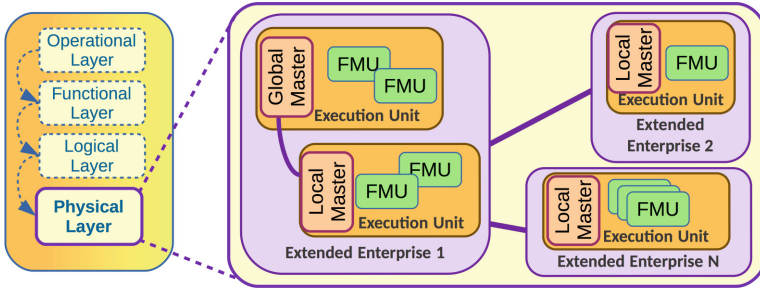 Operational
Layer
Functional
Layer
Logical
Layer
Physical
Layer
Global
Master
FMU
FMU
Execution Unit
Local
Master
FMU
FMU
Execution Unit
Extended Enterprise 1
Local
Master
FMU
Execution Unit
Extended
Enterprise 2
Local
Master
FMU
Execution Unit
Extended Enterprise N